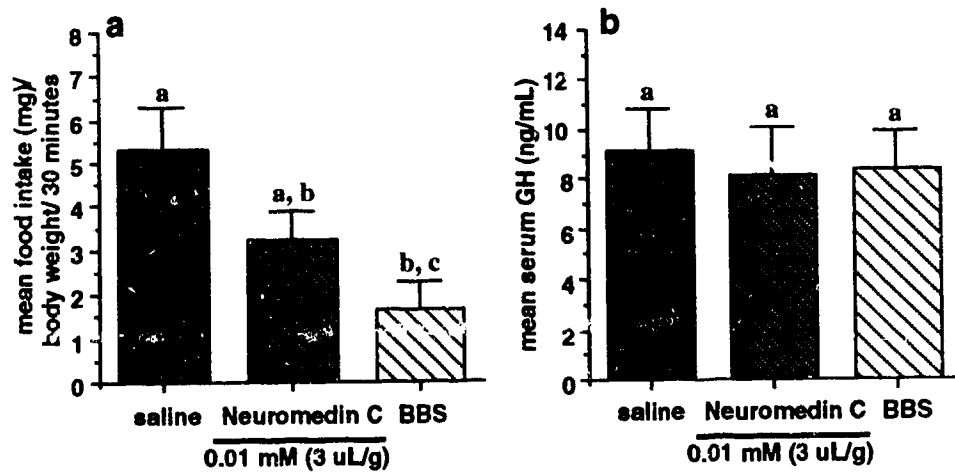 a
mean food intake (mg)/
body weight/ 30 minutes
8
7
6
5
4
3
2
1
0
a
a, b
b, c
saline
Neuromedin C
BBS
0.01 mM (3 uL/g)
b
mean serum GH (ng/mL)
14
12
10
8
6
4
2
0
a
a
a
saline
Neuromedin C
BBS
0.01 mM (3 uL/g)